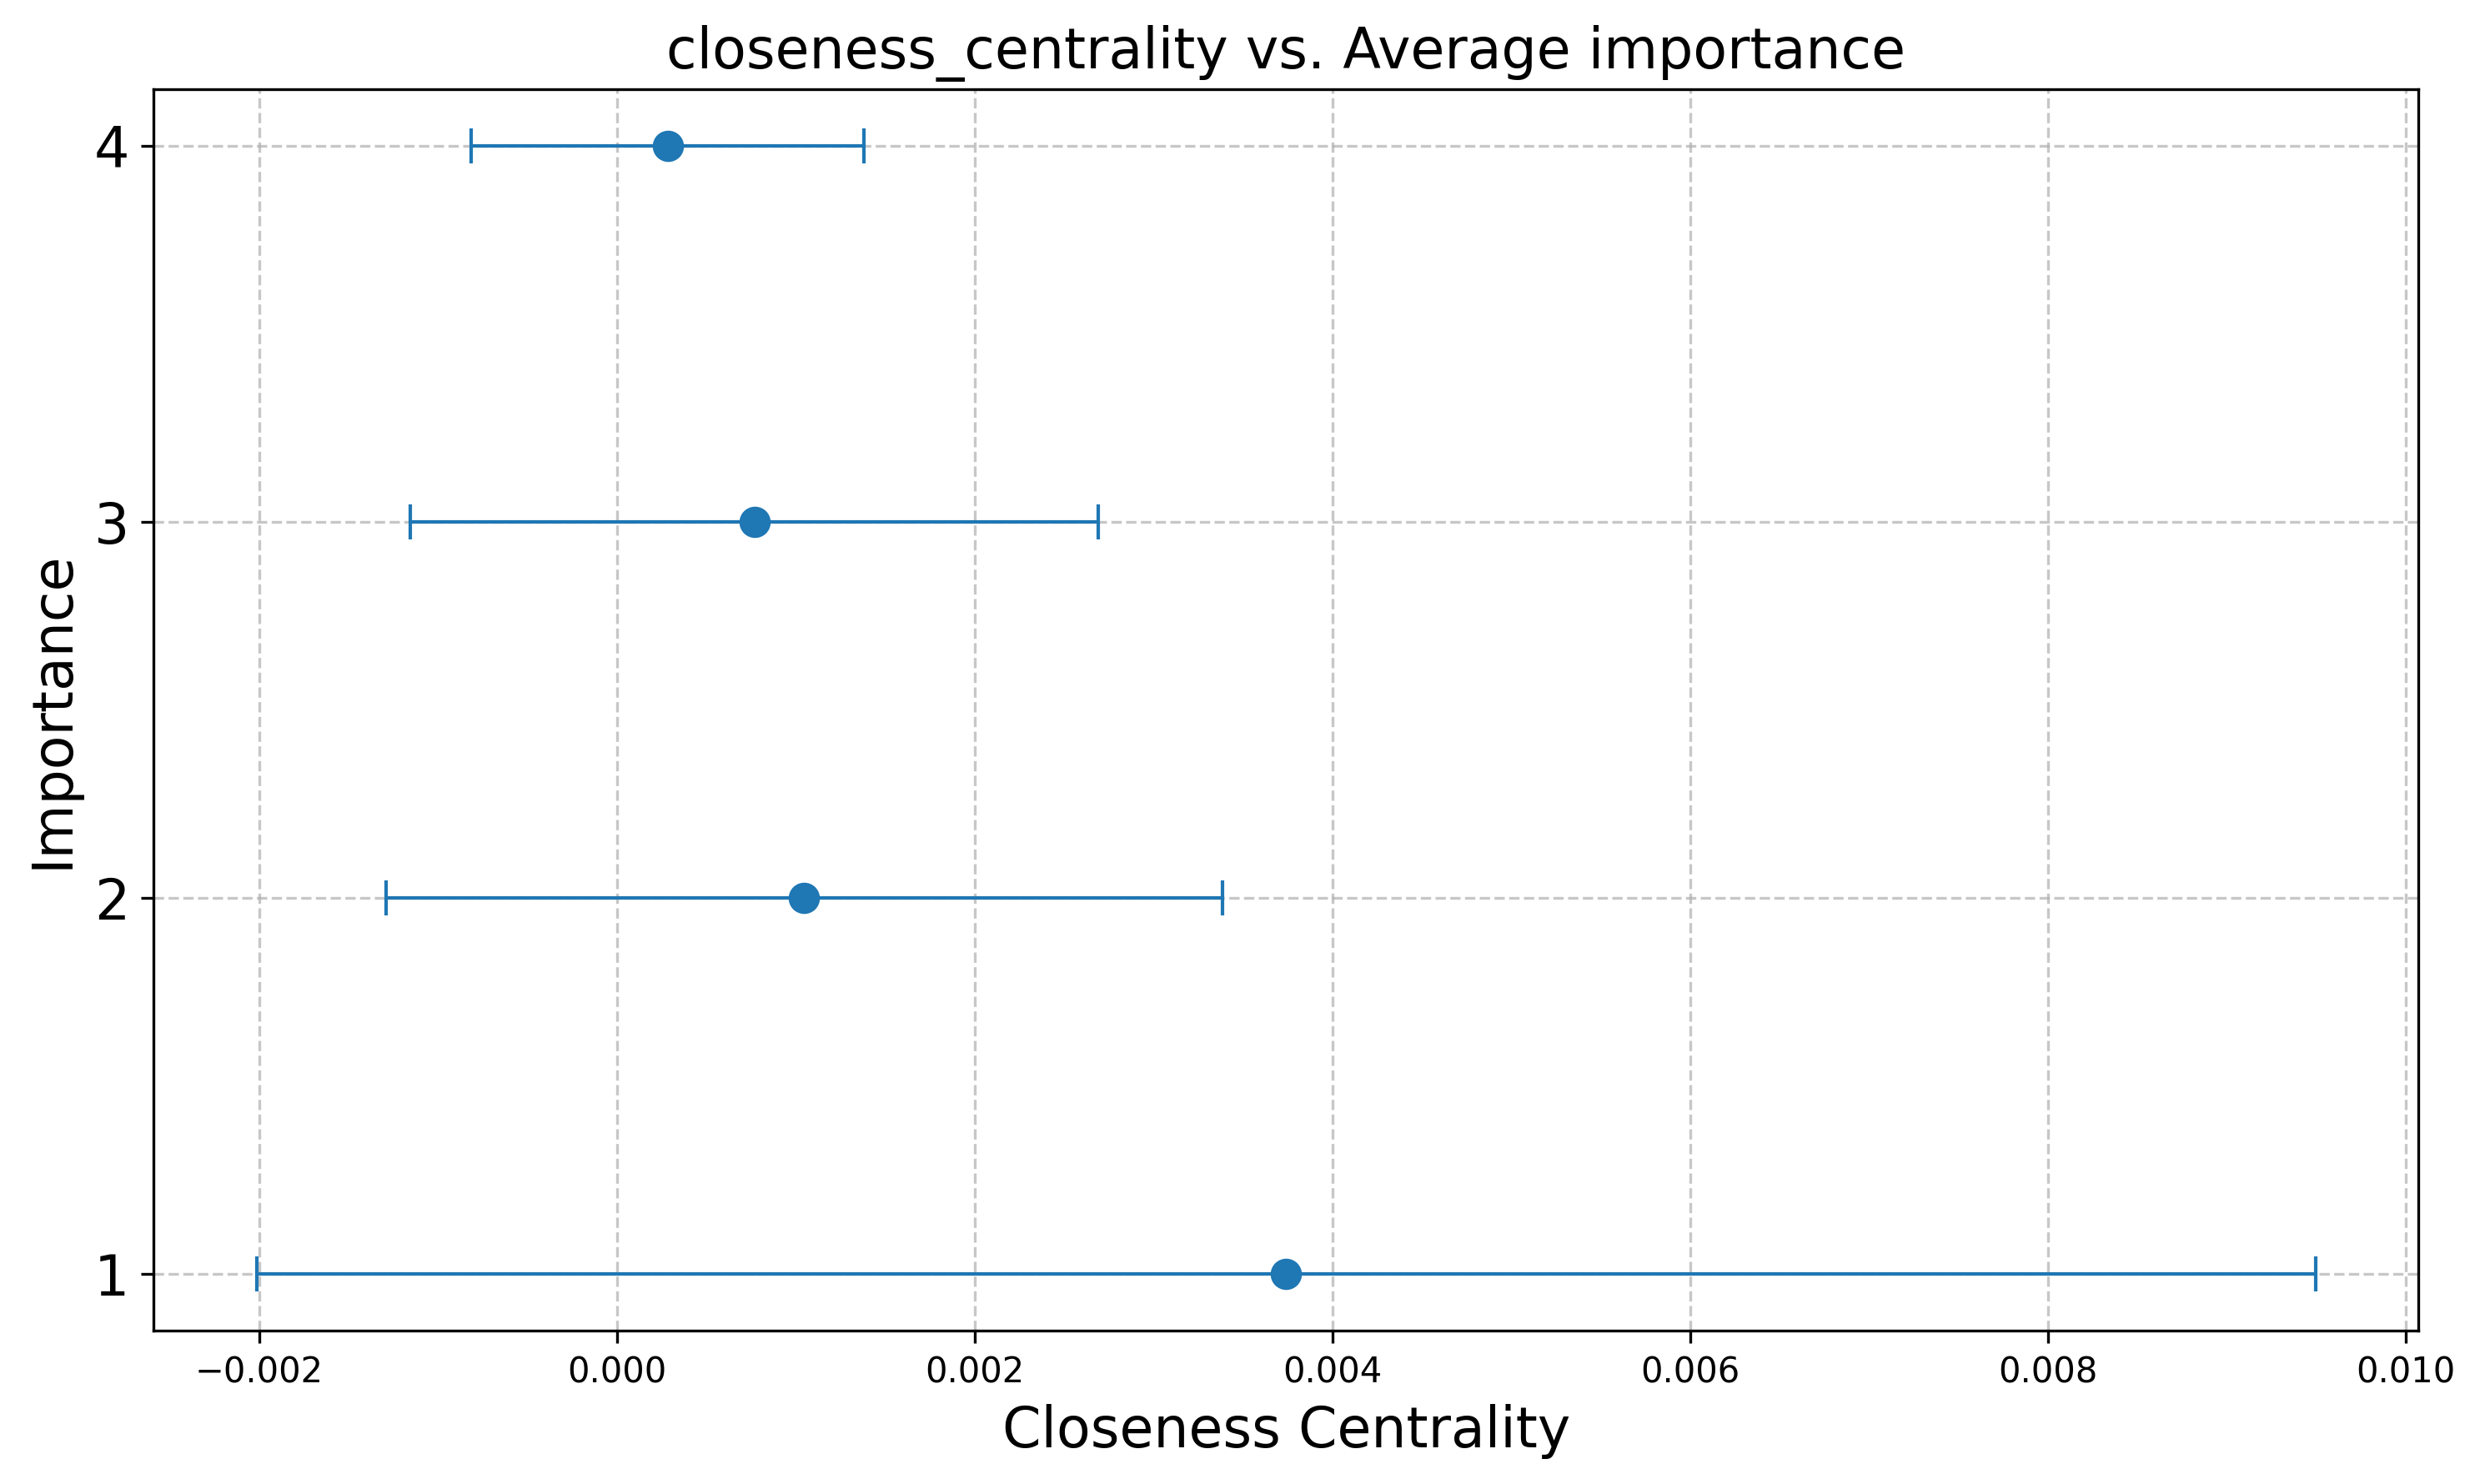 closeness_centrality vs. Average importance
4
3
2
1
Importance
−0.002 0.000 0.002 0.004 0.006 0.008 0.010
Closeness Centrality